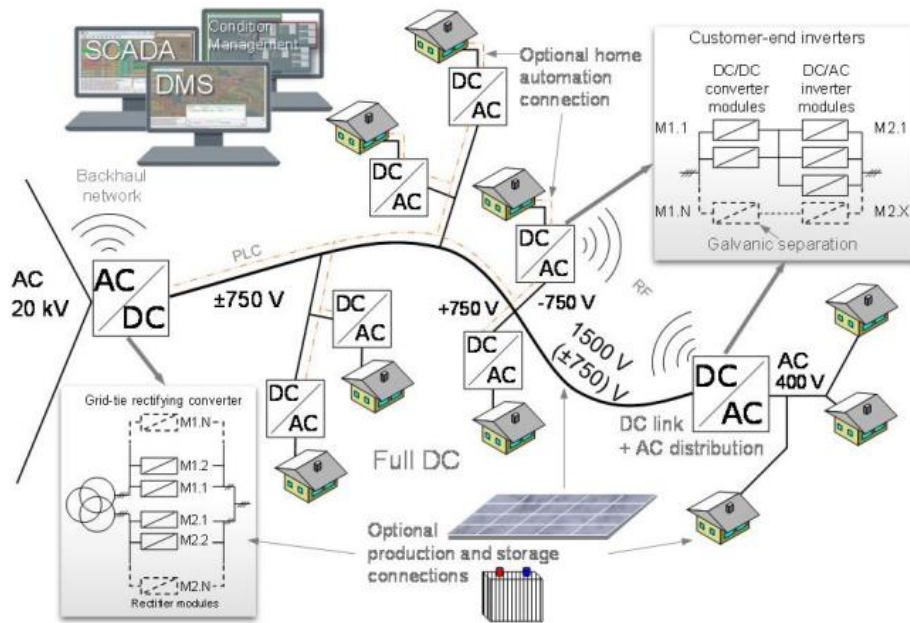 SCADA
Condition
Management
DMS
Optional home
automation
connection
Customer-end inverters
DC/DC
converter
modules
DC/AC
inverter
modules
M1.1
M2.1
M1.N
M2.X
Galvanic separation
Backhaul
network
AC
20 kV
AC
DC
PLC
±750 V
DC
AC
DC
AC
DC
AC
RF
+750 V
-750 V
DC
AC
DC
AC
DC
AC
1500 V
(±750) V
DC
AC
AC
400 V
DC link
+ AC distribution
Full DC
Grid-tie rectifying converter
M1.N
M1.2
M1.1
M2.1
M2.2
M2.N
Rectifier modules
Optional
production and storage
connections